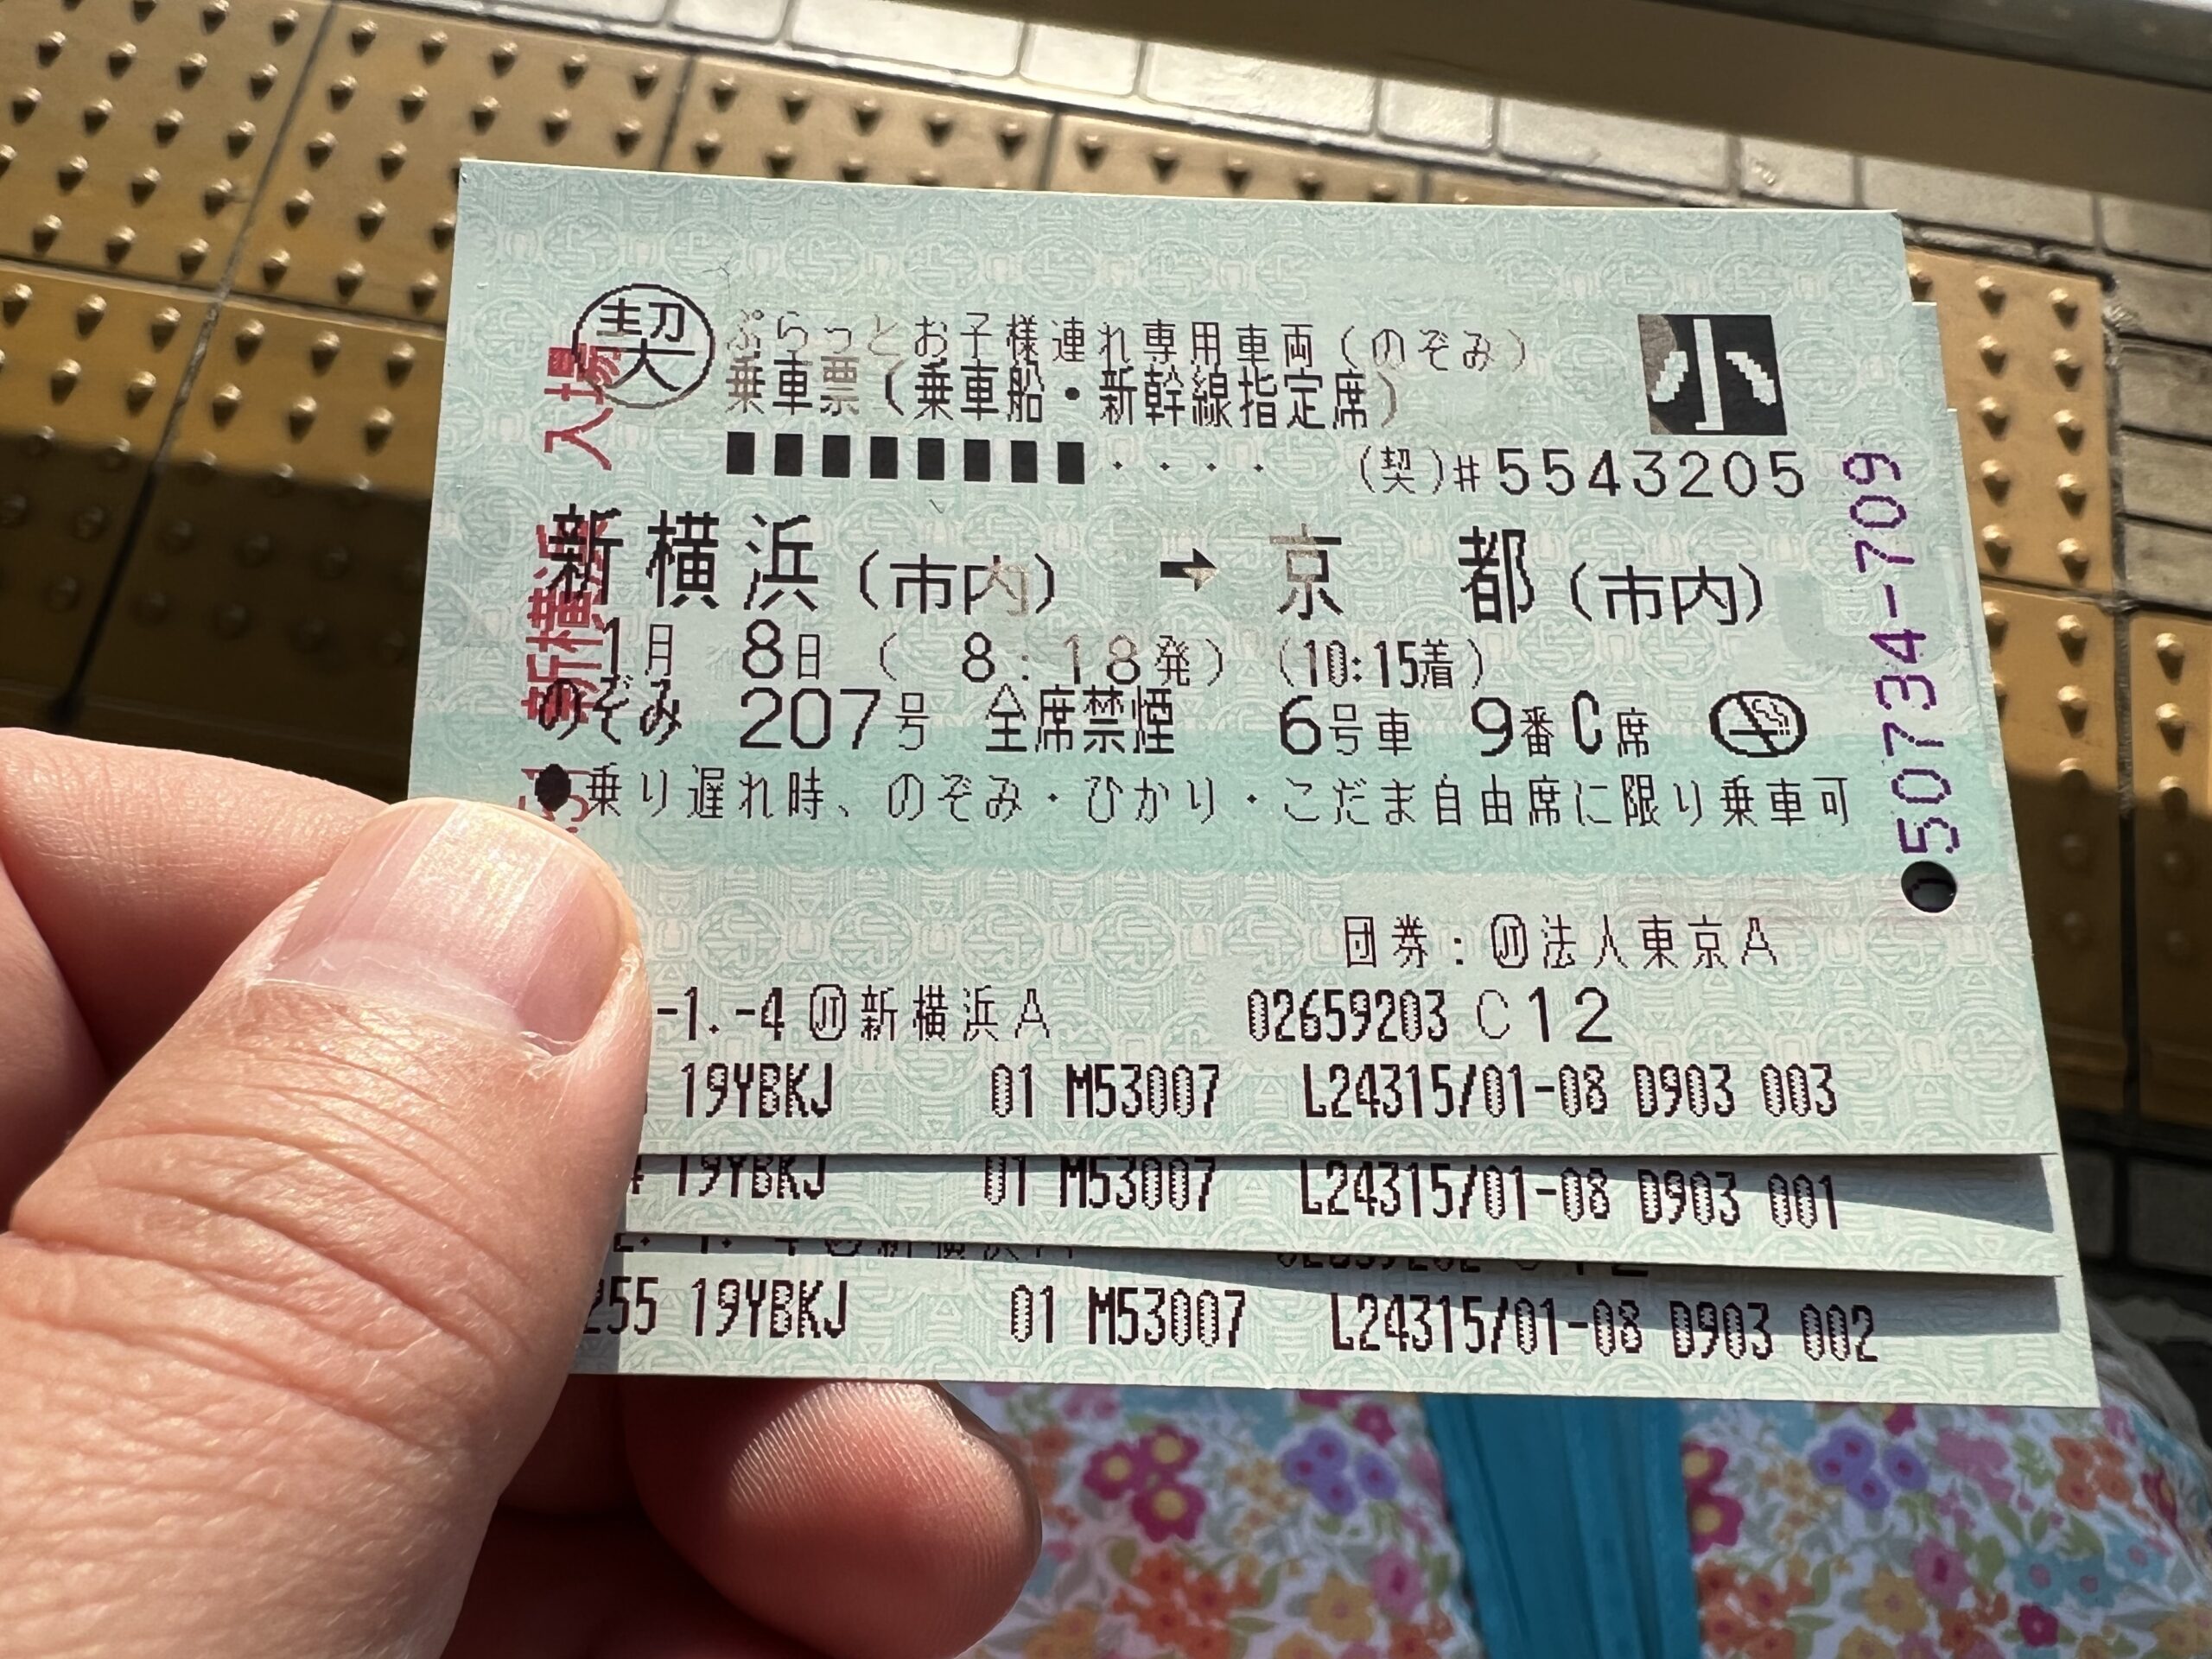 契 ぷらっとお子様連れ専用車両(のぞみ)
乗車票(乗車船・新幹線指定席)
小
■■■■■■■■・・・・ (契)#5543205
新横浜(市内) → 京都(市内)
1月 8日 ( 8:18発) (10:15着)
のぞみ 207号 全席禁煙 6号車 9番C席
●乗り遅れ時、のぞみ・ひかり・こだま自由席に限り乗車可
団券:JT法人東京A
-1.-4 JT新横浜A 02659203 C12
19YBKJ 01 M53007 L24315/01-08 D903 003
入場
新横浜
50734-709
4 19YBKJ 01 M53007 L24315/01-08 D903 001
255 19YBKJ 01 M53007 L24315/01-08 D903 002